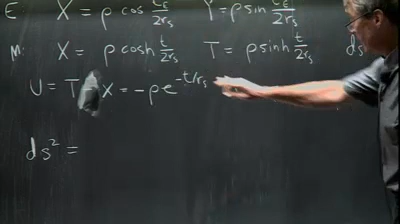 E: X = ρ cos t_E/2r_s Y = ρ sin t_E/2r_s
M: X = ρ cosh t/2r_s T = ρ sinh t/2r_s ds
U = T X = -ρe^{-t/r_s}
ds² =